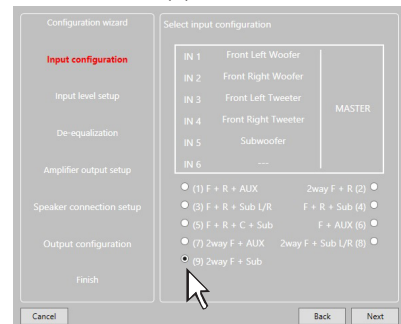 Configuration wizard
Input configuration
Input level setup
De-equalization
Amplifier output setup
Speaker connection setup
Output configuration
Finish
Select input configuration
IN 1 Front Left Woofer
IN 2 Front Right Woofer
IN 3 Front Left Tweeter
IN 4 Front Right Tweeter
IN 5 Subwoofer
IN 6 ---
MASTER
(1) F + R + AUX 2way F + R (2)
(3) F + R + Sub L/R F + R + Sub (4)
(5) F + R + C + Sub F + AUX (6)
(7) 2way F + AUX 2way F + Sub L/R (8)
(9) 2way F + Sub
Cancel Back Next